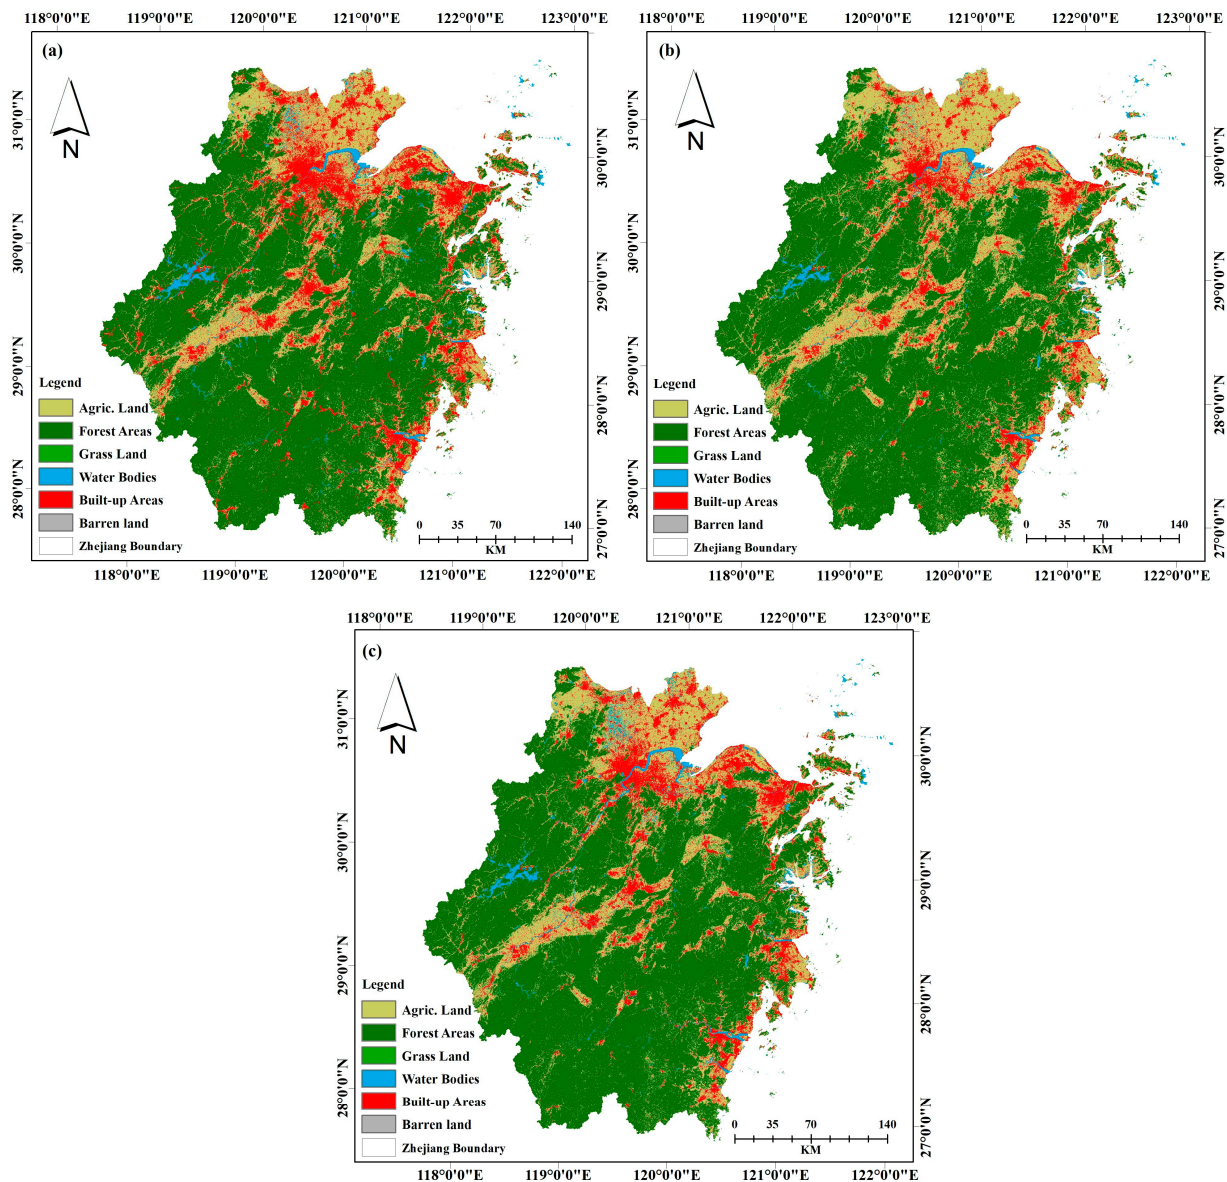 118°0'0"E 119°0'0"E 120°0'0"E 121°0'0"E 122°0'0"E 123°0'0"E
(a)
N
31°0'0"N
30°0'0"N
29°0'0"N
28°0'0"N
30°0'0"N
29°0'0"N
28°0'0"N
27°0'0"N
Legend
Agric. Land
Forest Areas
Grass Land
Water Bodies
Built-up Areas
Barren land
Zhejiang Boundary
0 35 70 140
KM
118°0'0"E 119°0'0"E 120°0'0"E 121°0'0"E 122°0'0"E
118°0'0"E 119°0'0"E 120°0'0"E 121°0'0"E 122°0'0"E 123°0'0"E
(b)
N
31°0'0"N
30°0'0"N
29°0'0"N
28°0'0"N
30°0'0"N
29°0'0"N
28°0'0"N
27°0'0"N
Legend
Agric. Land
Forest Areas
Grass Land
Water Bodies
Built-up Areas
Barren land
Zhejiang Boundary
0 35 70 140
KM
118°0'0"E 119°0'0"E 120°0'0"E 121°0'0"E 122°0'0"E
118°0'0"E 119°0'0"E 120°0'0"E 121°0'0"E 122°0'0"E 123°0'0"E
(c)
N
31°0'0"N
30°0'0"N
29°0'0"N
28°0'0"N
30°0'0"N
29°0'0"N
28°0'0"N
27°0'0"N
Legend
Agric. Land
Forest Areas
Grass Land
Water Bodies
Built-up Areas
Barren land
Zhejiang Boundary
0 35 70 140
KM
118°0'0"E 119°0'0"E 120°0'0"E 121°0'0"E 122°0'0"E